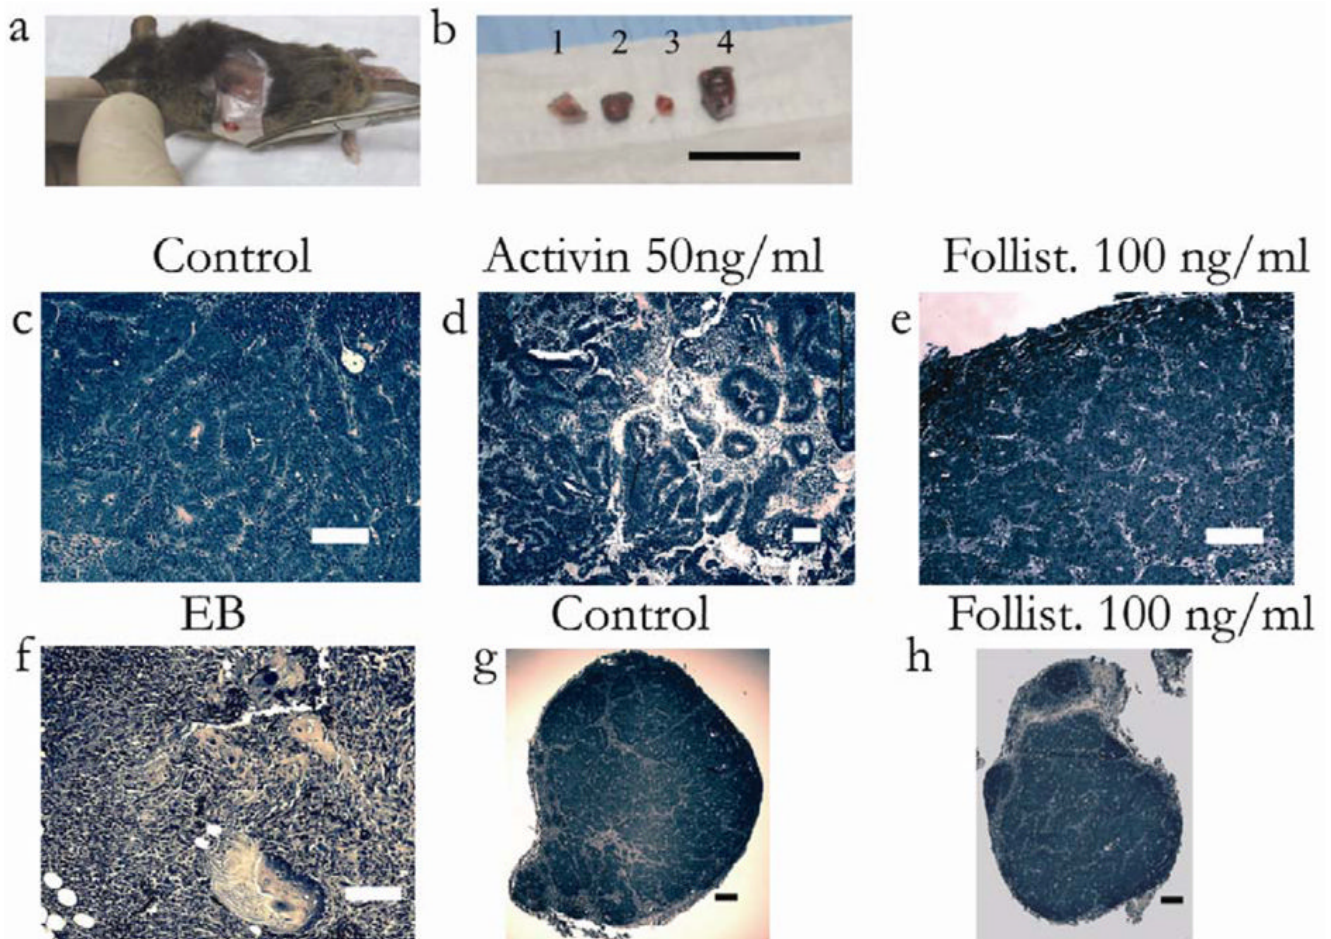 a
b
1 2 3 4
Control
Activin 50ng/ml
Follist. 100 ng/ml
c
d
e
EB
Control
Follist. 100 ng/ml
f
g
h